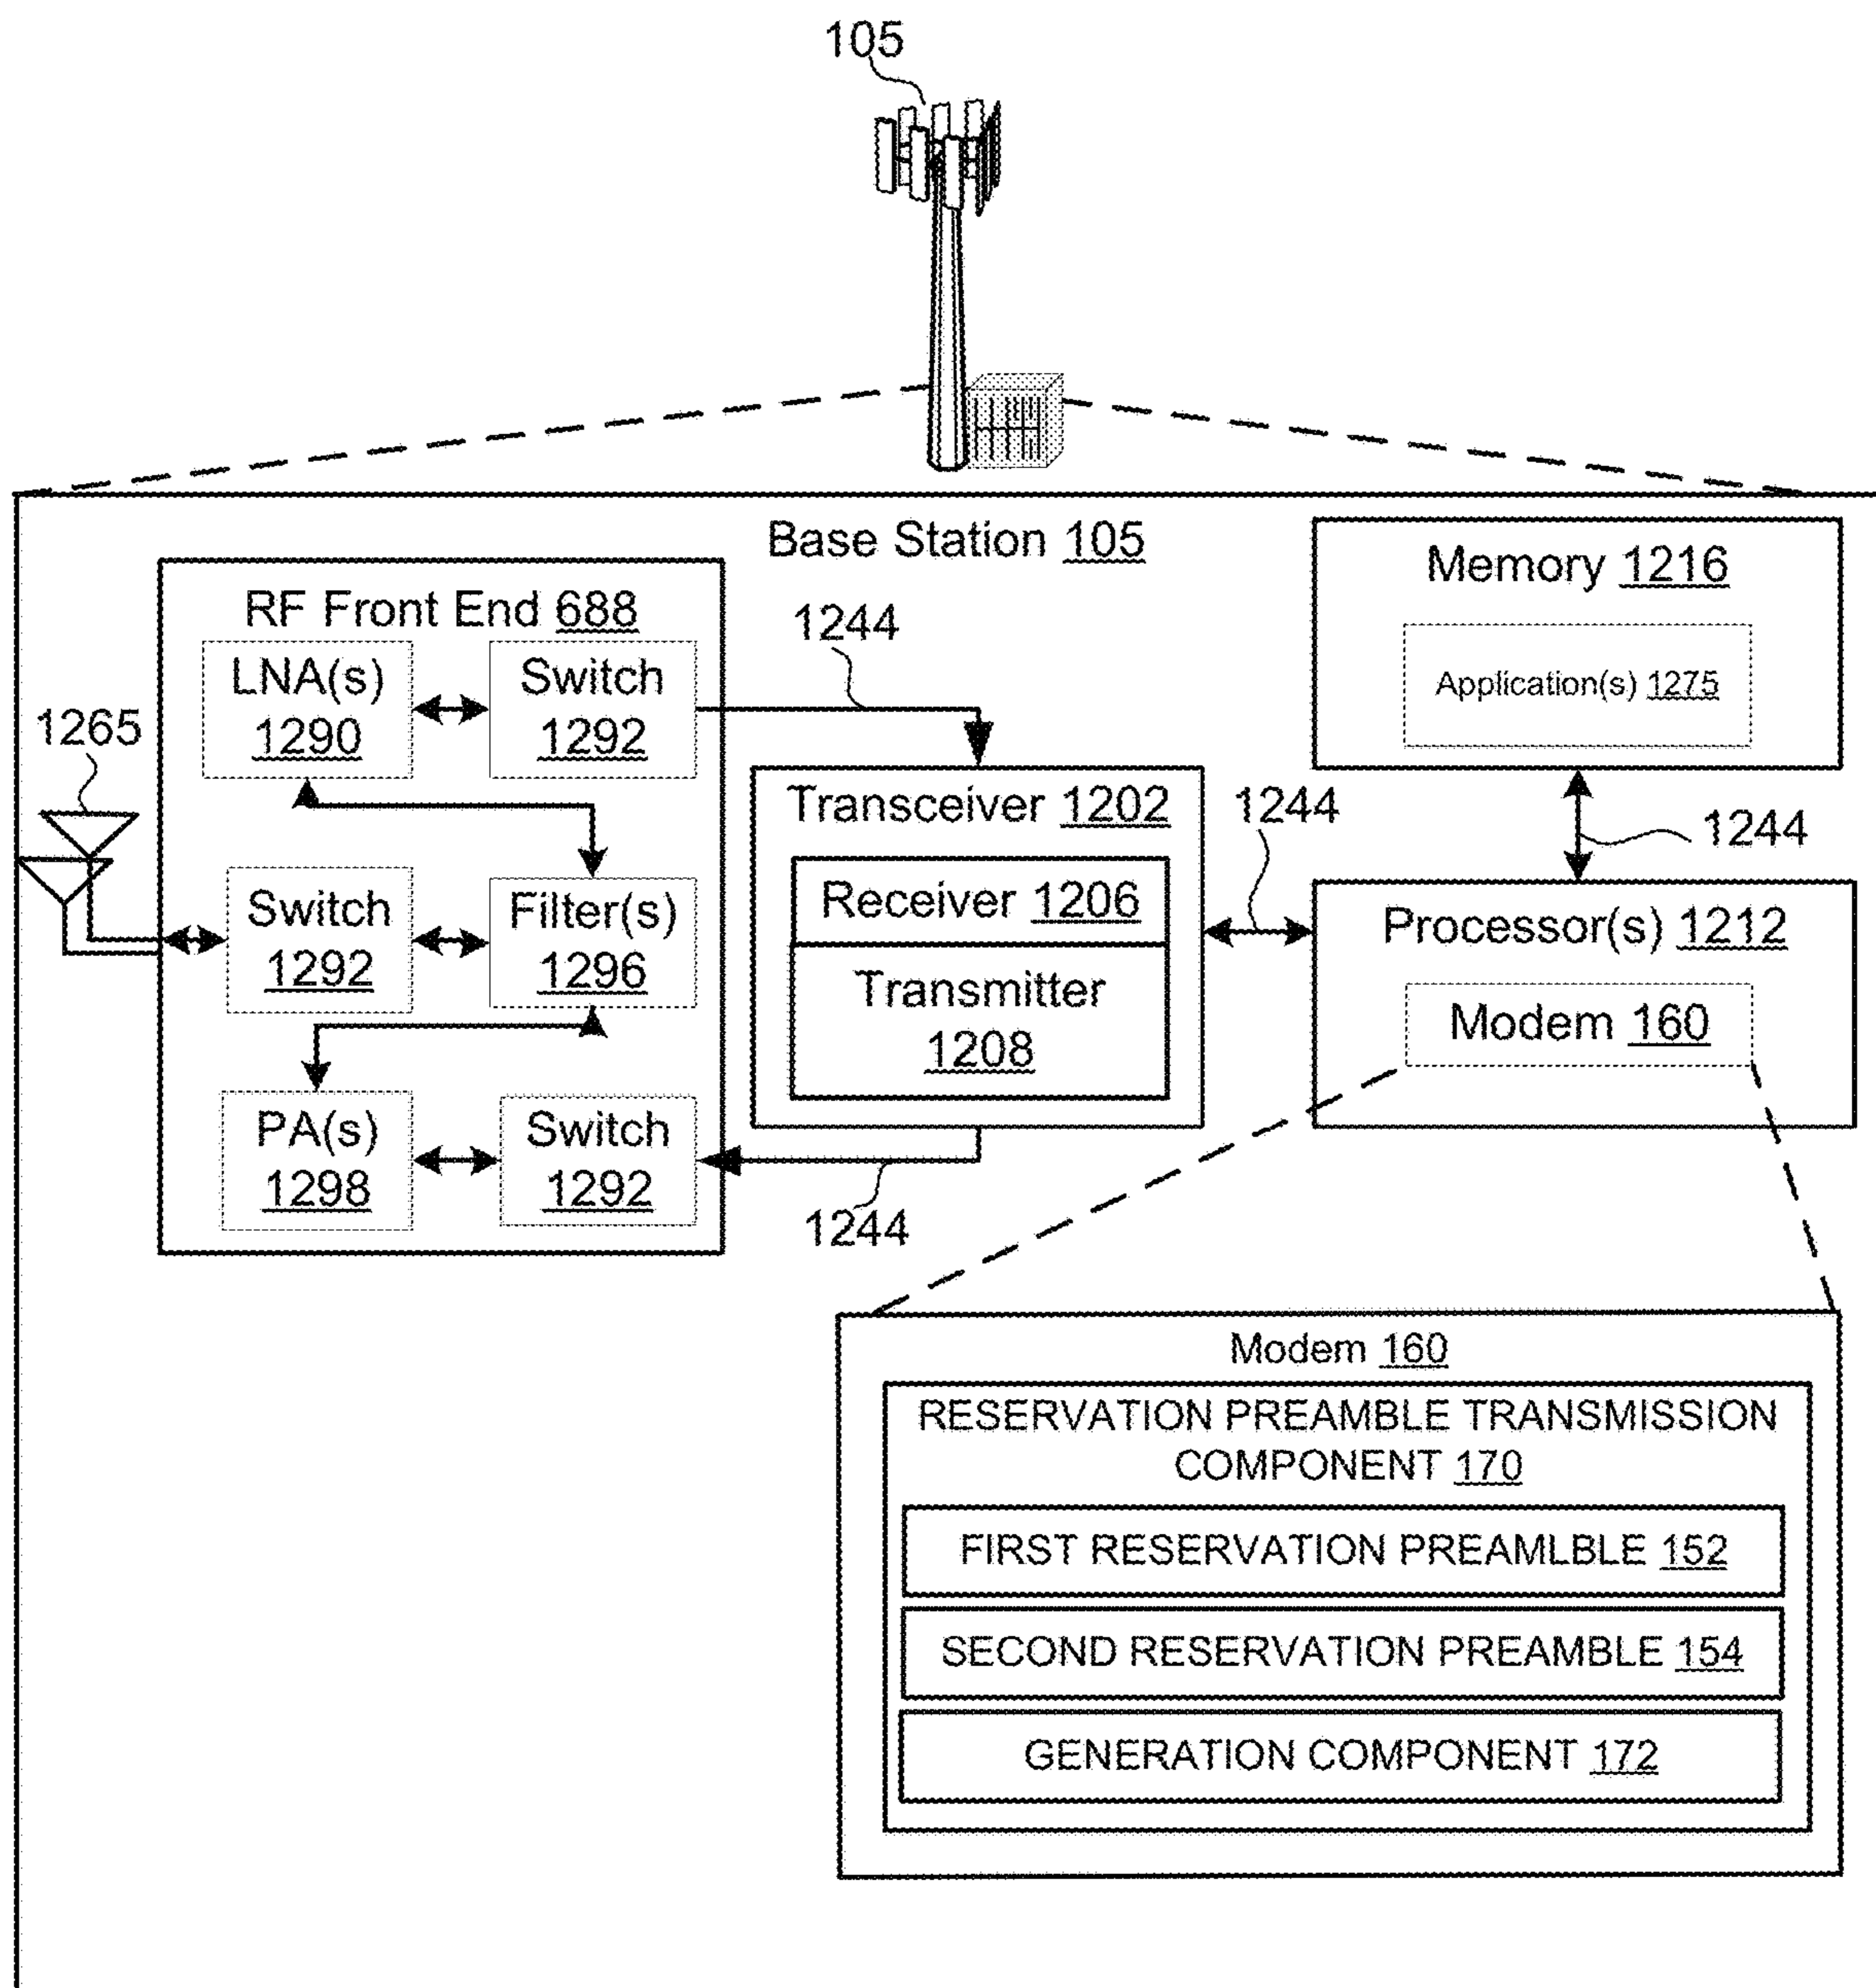 105
Base Station 105
RF Front End 688
LNA(s)
1290
Switch
1292
1244
1265
Switch
1292
Filter(s)
1296
PA(s)
1298
Switch
1292
1244
Transceiver 1202
Receiver 1206
Transmitter
1208
1244
Memory 1216
Application(s) 1275
1244
Processor(s) 1212
Modem 160
Modem 160
RESERVATION PREAMBLE TRANSMISSION
COMPONENT 170
FIRST RESERVATION PREAMLBLE 152
SECOND RESERVATION PREAMBLE 154
GENERATION COMPONENT 172